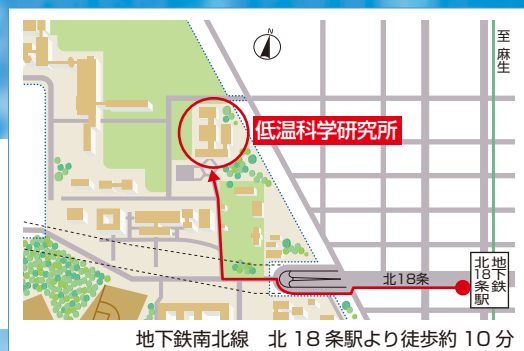 N
至麻生
低温科学研究所
北18条
地下鉄
北18条駅
地下鉄南北線　北 18 条駅より徒歩約 10 分